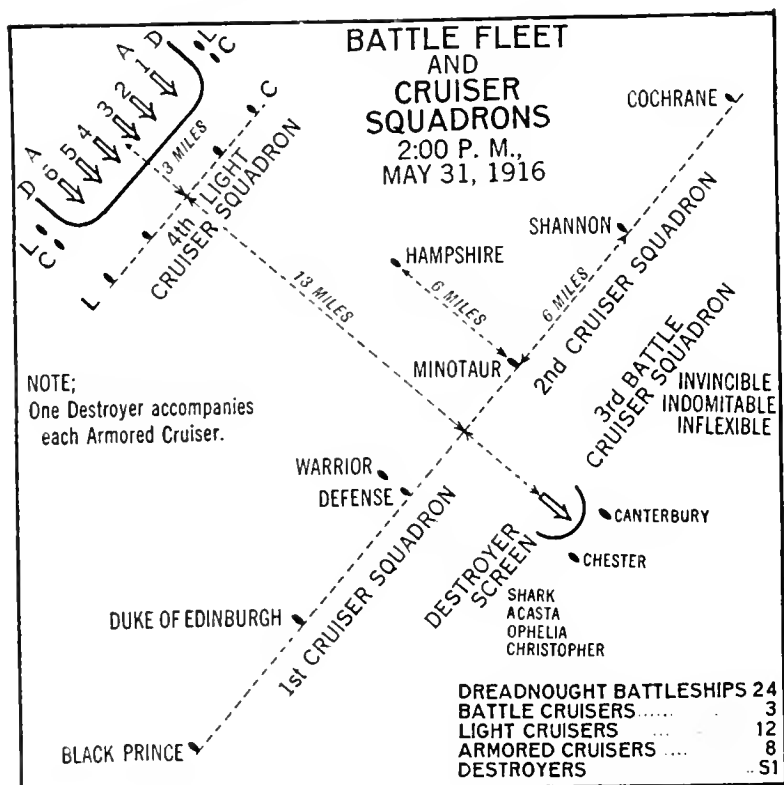 BATTLE FLEET
AND
CRUISER
SQUADRONS
2:00 P. M.,
MAY 31, 1916
D
A
1
2
3
4
5
6
A
D
L
C
L
C
3 MILES
C
L
4th LIGHT
CRUISER SQUADRON
13 MILES
COCHRANE
SHANNON
HAMPSHIRE
6 MILES
6 MILES
MINOTAUR
2nd CRUISER SQUADRON
3rd BATTLE
CRUISER SQUADRON
INVINCIBLE
INDOMITABLE
INFLEXIBLE
NOTE;
One Destroyer accompanies
each Armored Cruiser.
WARRIOR
DEFENSE
CANTERBURY
CHESTER
DESTROYER
SCREEN
SHARK
ACASTA
OPHELIA
CHRISTOPHER
DUKE OF EDINBURGH
1st CRUISER SQUADRON
BLACK PRINCE
DREADNOUGHT BATTLESHIPS 24
BATTLE CRUISERS...... . 3
LIGHT CRUISERS ... 12
ARMORED CRUISERS .... 8
DESTROYERS .. S1